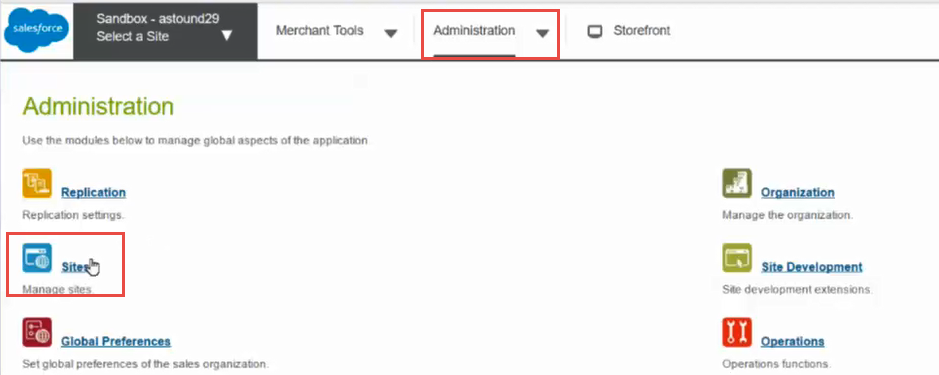 salesforce
Sandbox - astound29
Select a Site
Merchant Tools
Administration
Storefront
Administration
Use the modules below to manage global aspects of the application
Replication
Replication settings.
Organization
Manage the organization.
Sites
Manage sites.
Site Development
Site development extensions.
Global Preferences
Set global preferences of the sales organization.
Operations
Operations functions.